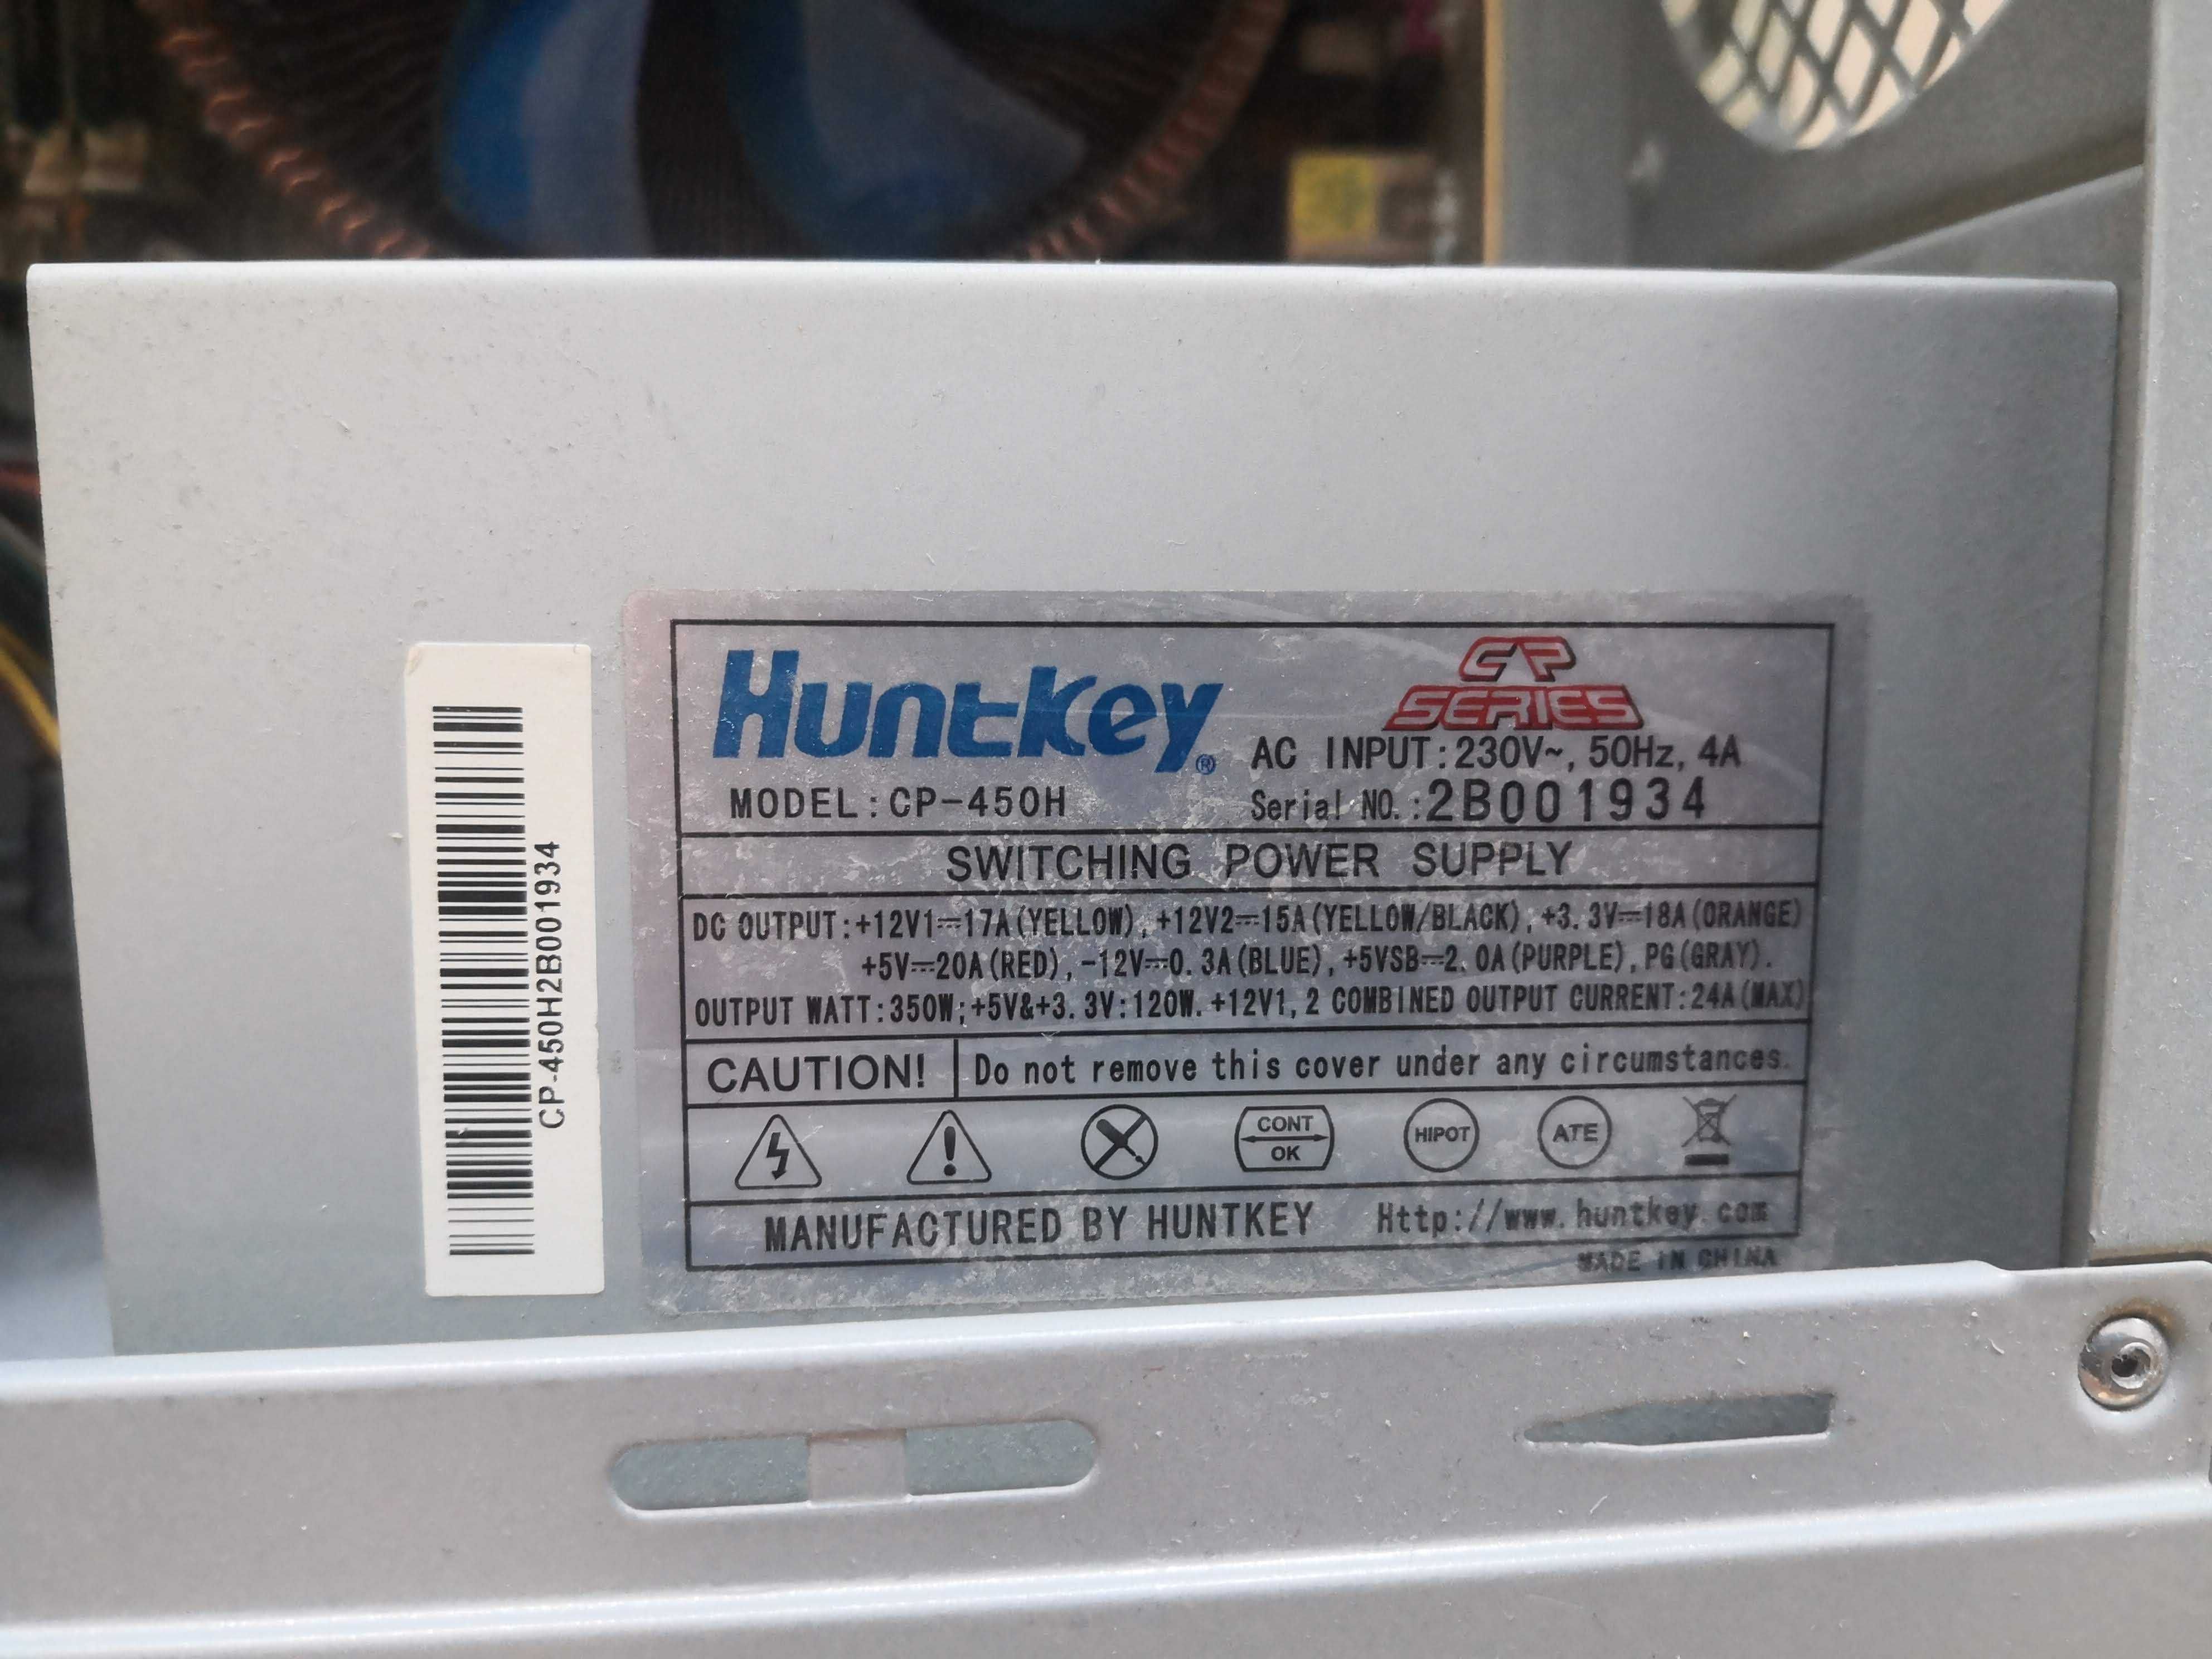 Huntkey®
CP
SERIES
AC INPUT:230V~, 50Hz, 4A
MODEL:CP-450H
Serial NO.:2B001934
SWITCHING POWER SUPPLY
DC OUTPUT:+12V1⎓17A(YELLOW), +12V2⎓15A(YELLOW/BLACK), +3.3V⎓18A(ORANGE)
+5V⎓20A(RED), -12V⎓0.3A(BLUE), +5VSB⎓2.0A(PURPLE), PG(GRAY).
OUTPUT WATT:350W;+5V&+3.3V:120W. +12V1,2 COMBINED OUTPUT CURRENT:24A(MAX)
CAUTION! Do not remove this cover under any circumstances.
CONT
OK
HIPOT
ATE
MANUFACTURED BY HUNTKEY Http://www.huntkey.com
MADE IN CHINA
CP-450H2B001934